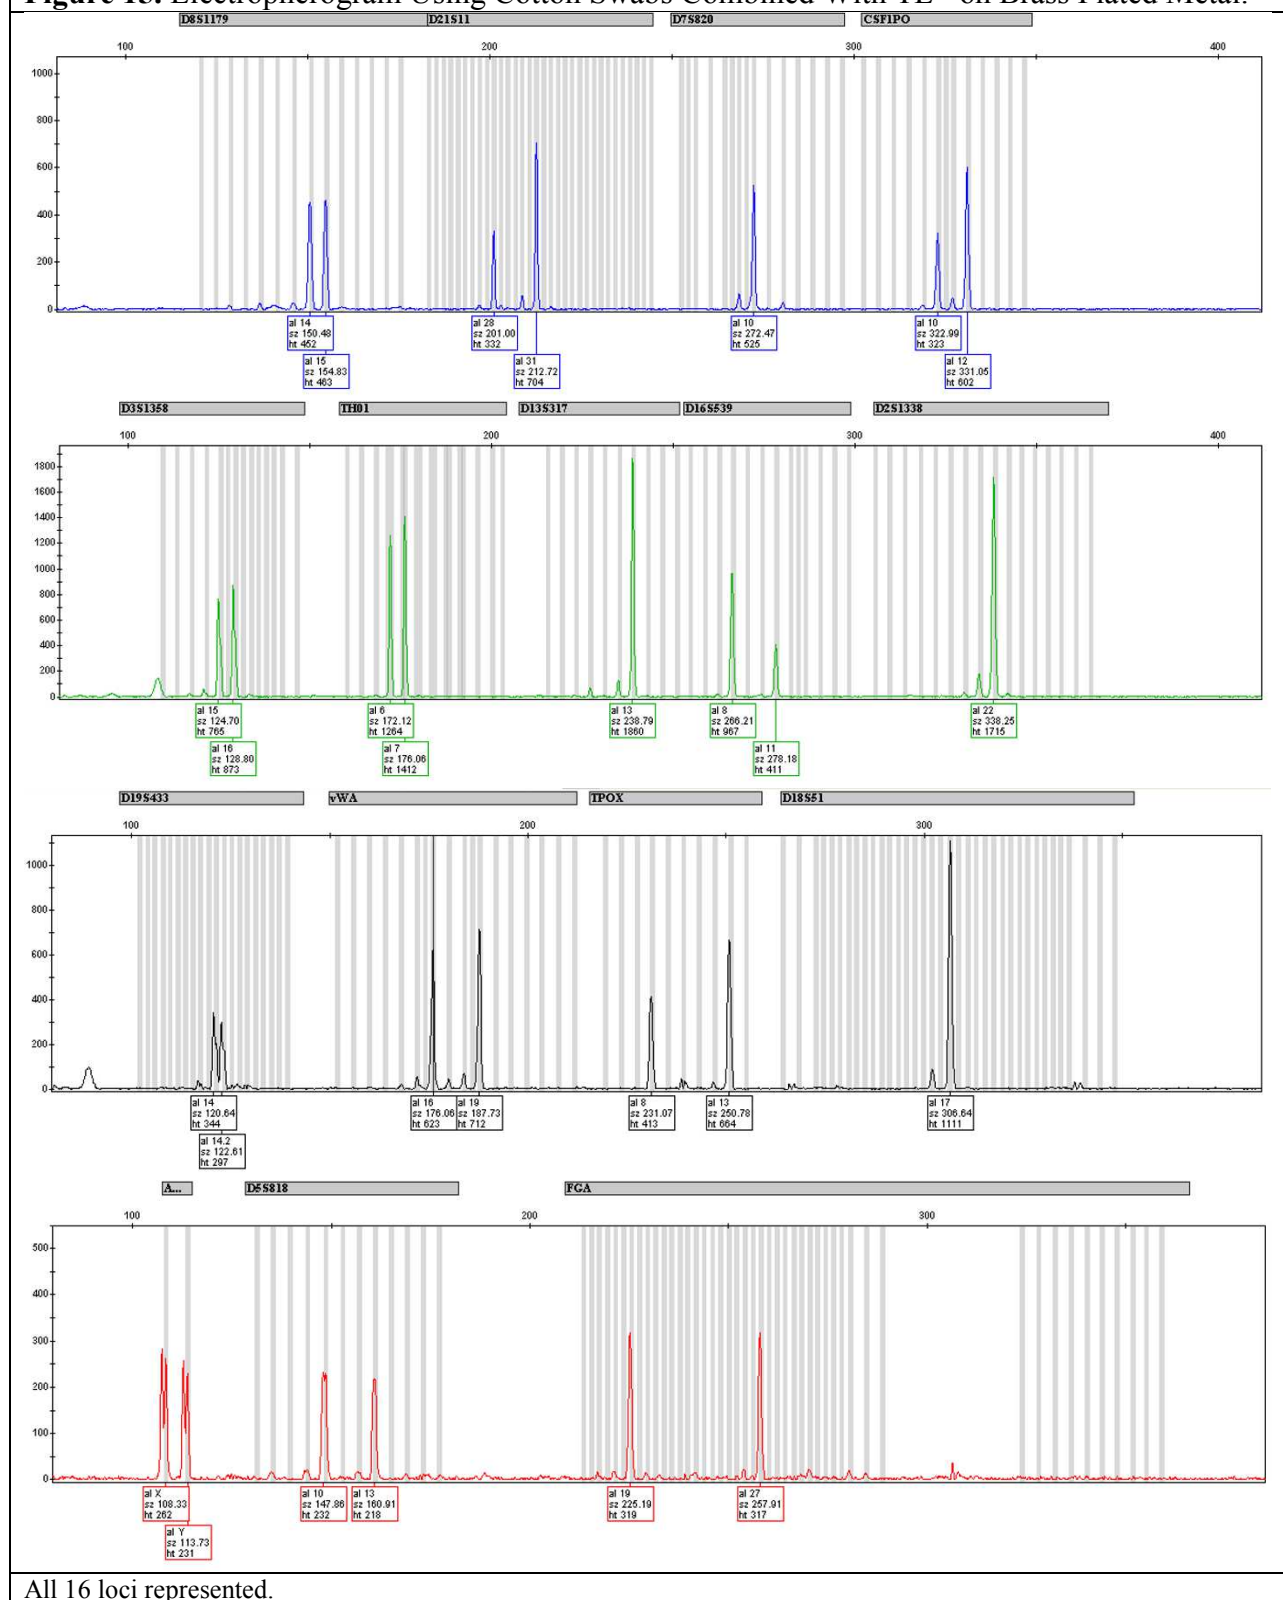 Figure 13. Electropherogram Using Cotton Swabs Combined With TE⁻⁴ on Brass Plated Metal.
D8S1179 D21S11 D7S820 CSF1PO
100 200 300 400
1000
800
600
400
200
0
al 14 al 28 al 10 al 10
sz 150.48 sz 201.00 sz 272.47 sz 322.99
ht 452 ht 332 ht 525 ht 323
al 15 al 31 al 12
sz 154.83 sz 212.72 sz 331.05
ht 463 ht 704 ht 602
D3S1358 TH01 D13S317 D16S539 D2S1338
100 200 300 400
1800
1600
1400
1200
1000
800
600
400
200
0
al 15 al 6 al 13 al 8 al 22
sz 124.70 sz 172.12 sz 238.79 sz 266.21 sz 338.25
ht 765 ht 1264 ht 1860 ht 967 ht 1715
al 16 al 7 al 11
sz 128.80 sz 176.06 sz 278.18
ht 873 ht 1412 ht 411
D19S433 vWA TPOX D18S51
100 200 300
1000
800
600
400
200
0
al 14 al 16 al 19 al 8 al 13 al 17
sz 120.64 sz 176.06 sz 187.73 sz 231.07 sz 250.78 sz 306.64
ht 344 ht 623 ht 712 ht 413 ht 664 ht 1111
al 14.2
sz 122.61
ht 297
A... D5S818 FGA
100 200 300
500
400
300
200
100
0
al X al 10 al 13 al 19 al 27
sz 108.33 sz 147.86 sz 160.91 sz 225.19 sz 257.91
ht 262 ht 232 ht 218 ht 319 ht 317
al Y
sz 113.73
ht 231
All 16 loci represented.